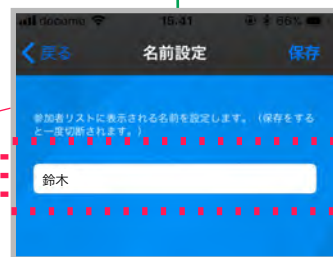 docomo 15:41 66%
戻る 名前設定 保存
参加者リストに表示される名前を設定します。（保存をする
と一度切断されます。）
鈴木